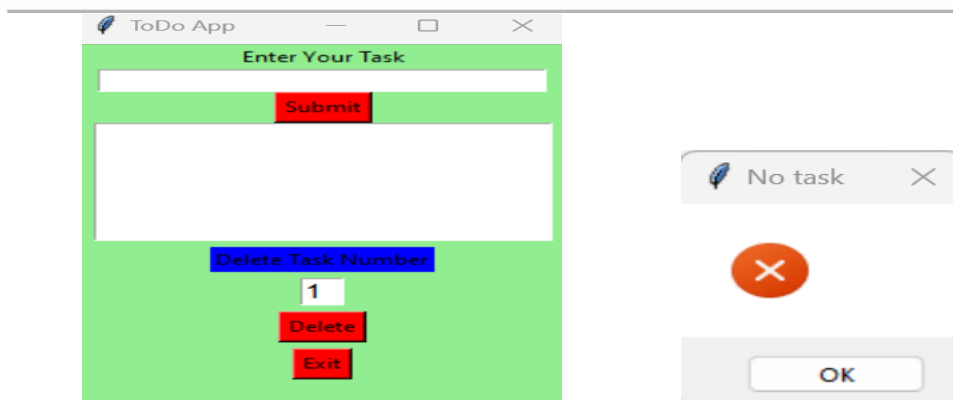 ToDo App
Enter Your Task
Submit
Delete Task Number
1
Delete
Exit
No task
OK